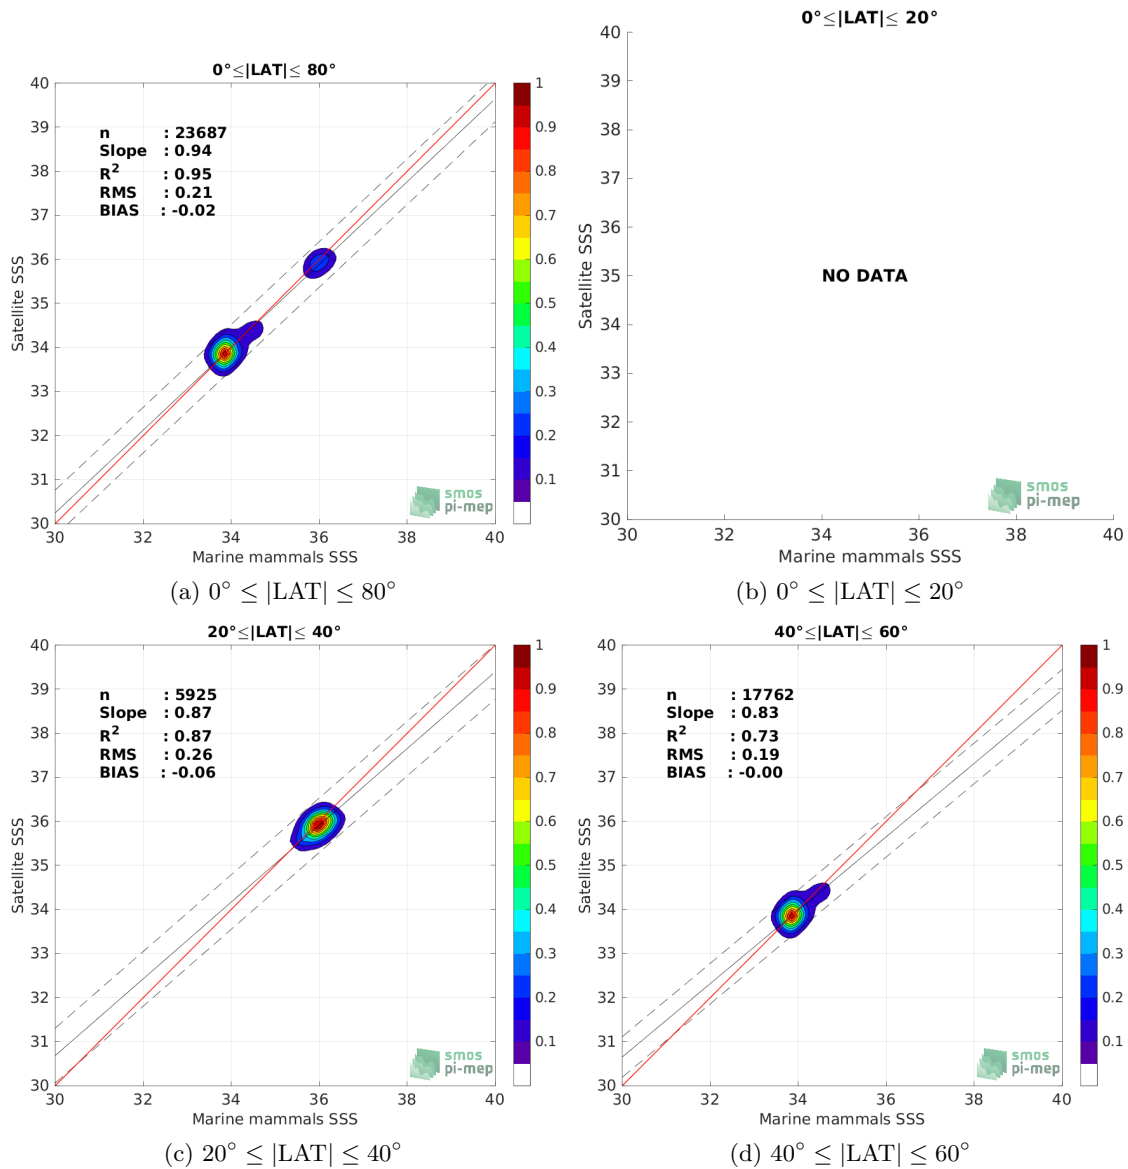 0°≤|LAT|≤ 80°
n : 23687
Slope : 0.94
R² : 0.95
RMS : 0.21
BIAS : -0.02
Satellite SSS
40
39
38
37
36
35
34
33
32
31
30
30 32 34 36 38 40
Marine mammals SSS
1
0.9
0.8
0.7
0.6
0.5
0.4
0.3
0.2
0.1
smos
pi-mep
(a) 0° ≤ |LAT| ≤ 80°
0°≤|LAT|≤ 20°
Satellite SSS
40
39
38
37
36
35
34
33
32
31
30
NO DATA
30 32 34 36 38 40
Marine mammals SSS
smos
pi-mep
(b) 0° ≤ |LAT| ≤ 20°
20°≤|LAT|≤ 40°
n : 5925
Slope : 0.87
R² : 0.87
RMS : 0.26
BIAS : -0.06
Satellite SSS
40
39
38
37
36
35
34
33
32
31
30
30 32 34 36 38 40
Marine mammals SSS
1
0.9
0.8
0.7
0.6
0.5
0.4
0.3
0.2
0.1
smos
pi-mep
(c) 20° ≤ |LAT| ≤ 40°
40°≤|LAT|≤ 60°
n : 17762
Slope : 0.83
R² : 0.73
RMS : 0.19
BIAS : -0.00
Satellite SSS
40
39
38
37
36
35
34
33
32
31
30
30 32 34 36 38 40
Marine mammals SSS
1
0.9
0.8
0.7
0.6
0.5
0.4
0.3
0.2
0.1
smos
pi-mep
(d) 40° ≤ |LAT| ≤ 60°